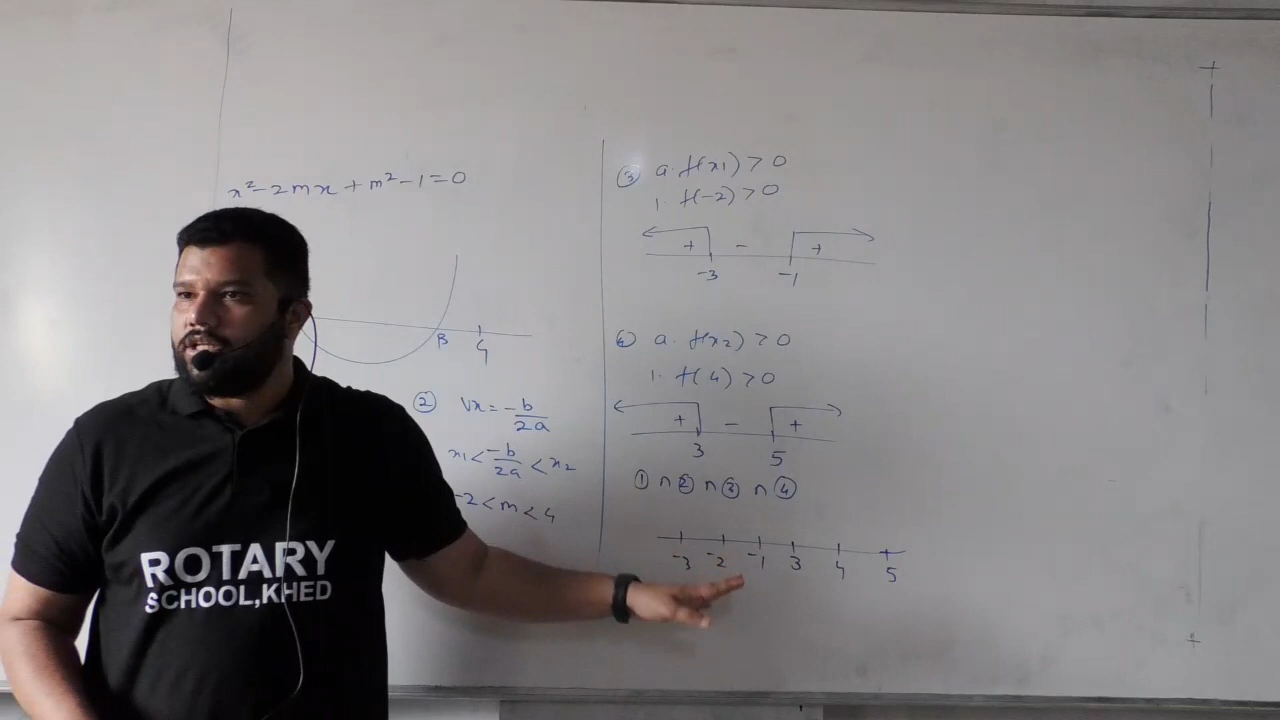 x²-2mx+m²-1=0
β
4
② Vx = -b/2a
x1 < -b/2a < x2
-2 < m < 4
③ a. f(x1) > 0
1. f(-2) > 0
+ - +
-3 -1
④ a. f(x2) > 0
1. f(4) > 0
+ - +
3 5
① ∩ ② ∩ ③ ∩ ④
-3 -2 -1 3 4 5
ROTARY
SCHOOL,KHED